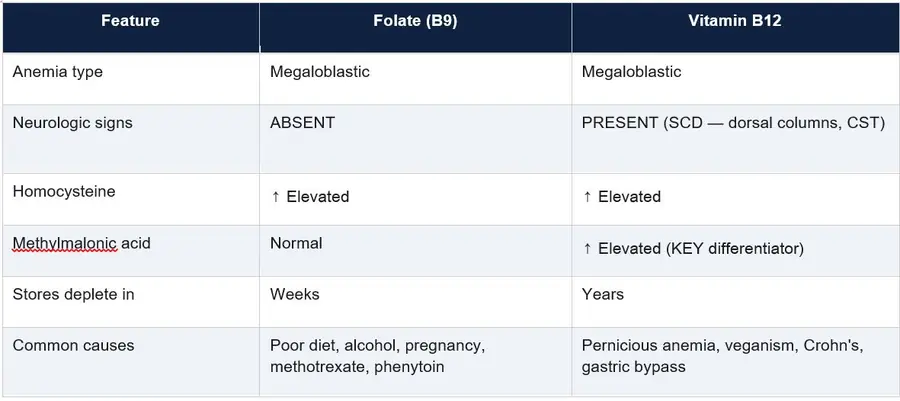 Feature Folate (B9) Vitamin B12
Anemia type Megaloblastic Megaloblastic
Neurologic signs ABSENT PRESENT (SCD — dorsal columns, CST)
Homocysteine ↑ Elevated ↑ Elevated
Methylmalonic acid Normal ↑ Elevated (KEY differentiator)
Stores deplete in Weeks Years
Common causes Poor diet, alcohol, pregnancy, Pernicious anemia, veganism, Crohn's,
methotrexate, phenytoin gastric bypass